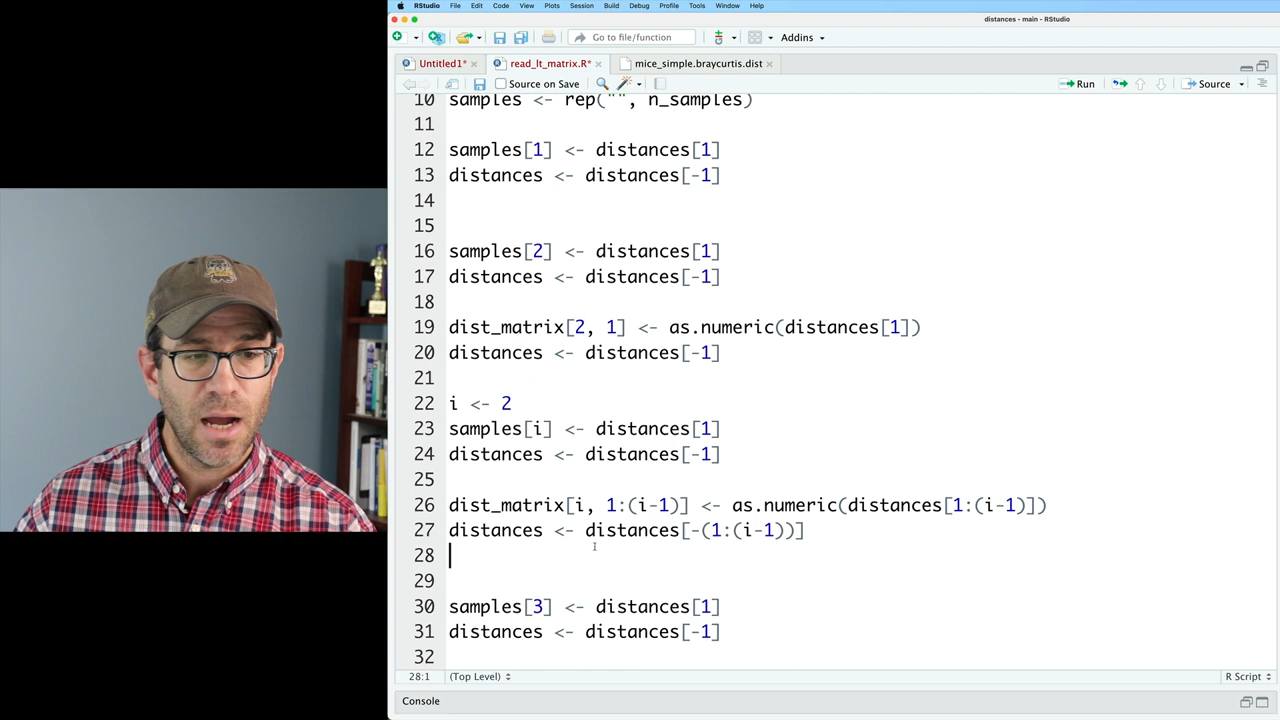 RStudio File Edit Code View Plots Session Build Debug Profile Tools Window Help
distances - main - RStudio
Go to file/function Addins
Untitled1* read_lt_matrix.R* mice_simple.braycurtis.dist
Source on Save Run Source
10 samples <- rep("", n_samples)
11
12 samples[1] <- distances[1]
13 distances <- distances[-1]
14
15
16 samples[2] <- distances[1]
17 distances <- distances[-1]
18
19 dist_matrix[2, 1] <- as.numeric(distances[1])
20 distances <- distances[-1]
21
22 i <- 2
23 samples[i] <- distances[1]
24 distances <- distances[-1]
25
26 dist_matrix[i, 1:(i-1)] <- as.numeric(distances[1:(i-1)])
27 distances <- distances[-(1:(i-1))]
28
29
30 samples[3] <- distances[1]
31 distances <- distances[-1]
32
28:1 (Top Level) R Script
Console